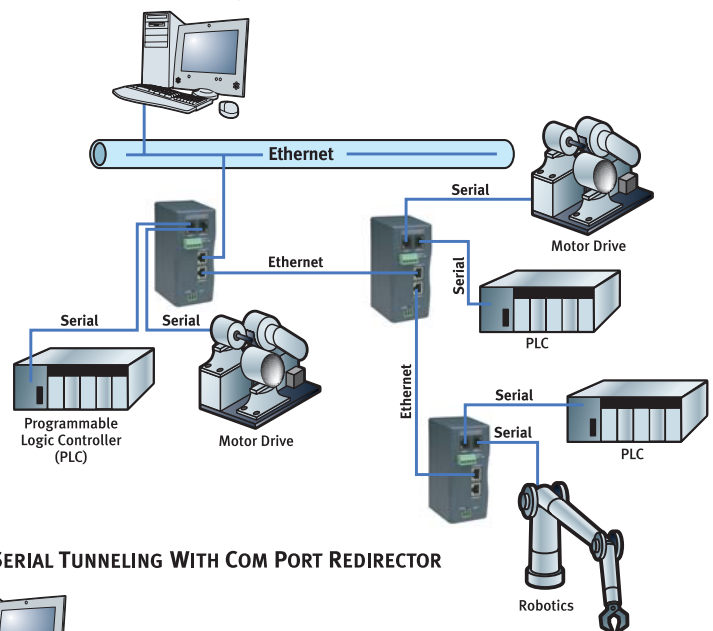 Ethernet
Serial
Motor Drive
Ethernet
Serial
PLC
Serial
Serial
Programmable
Logic Controller
(PLC)
Motor Drive
Ethernet
Serial
Serial
PLC
SERIAL TUNNELING WITH COM PORT REDIRECTOR
Robotics